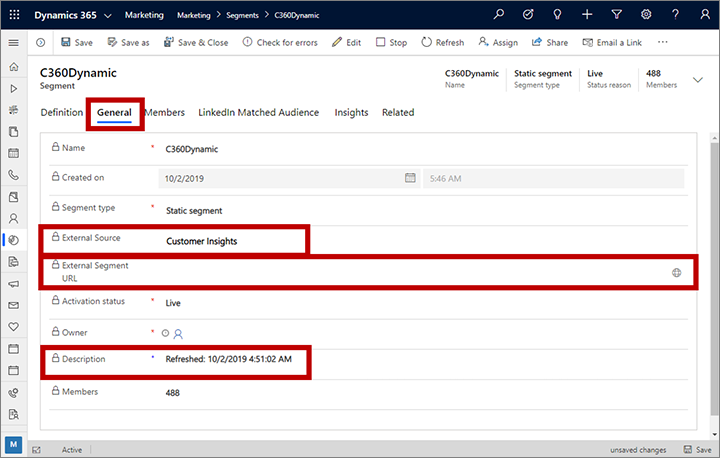 Dynamics 365 Marketing Marketing > Segments > C360Dynamic
Save Save as Save & Close Check for errors Edit Stop Refresh Assign Share Email a Link ...
C360Dynamic
Segment
C360Dynamic Static segment Live 488
Name Segment type Status reason Members
Definition General Members LinkedIn Matched Audience Insights Related
Name * C360Dynamic
Created on 10/2/2019 5:46 AM
Segment type * Static segment
External Source Customer Insights
External Segment
URL
Activation status * Live
Owner *
Description * Refreshed: 10/2/2019 4:51:02 AM
Members 488
M
Active unsaved changes Save